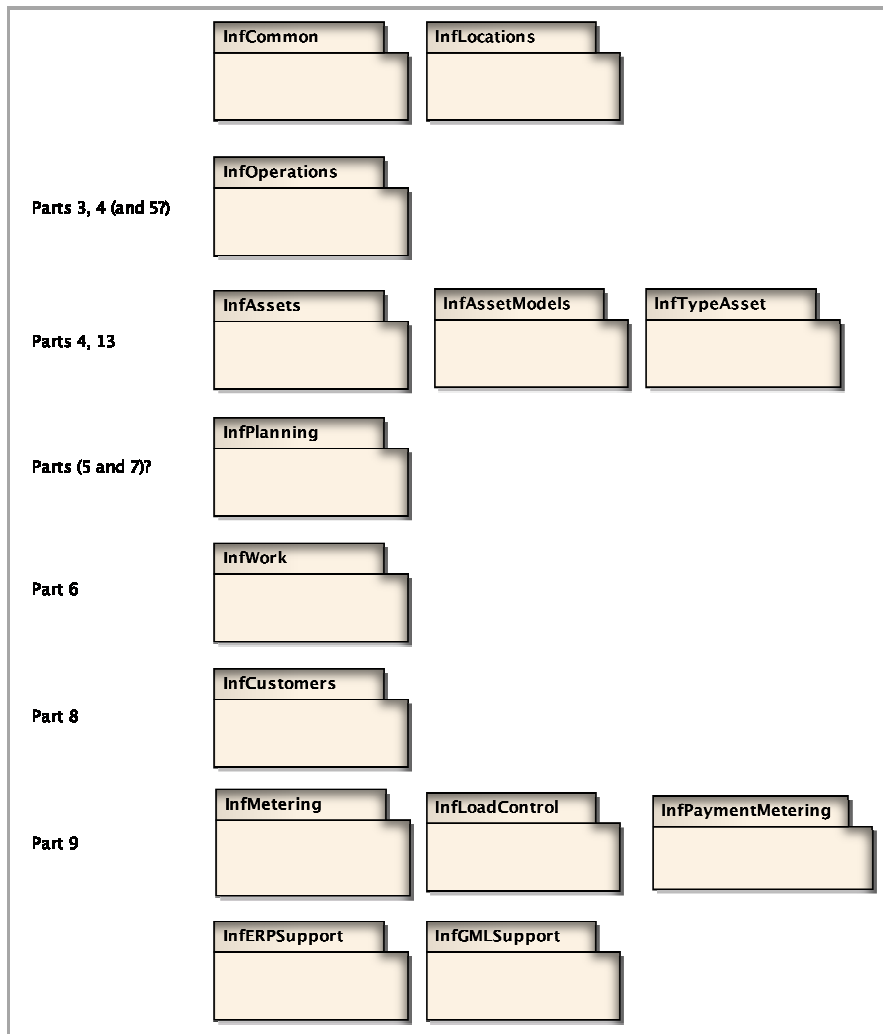 InfCommon
InfLocations
InfOperations
Parts 3, 4 (and 5?)
InfAssets
InfAssetModels
InfTypeAsset
Parts 4, 13
InfPlanning
Parts (5 and 7)?
InfWork
Part 6
InfCustomers
Part 8
InfMetering
InfLoadControl
InfPaymentMetering
Part 9
InfERPSupport
InfGMLSupport